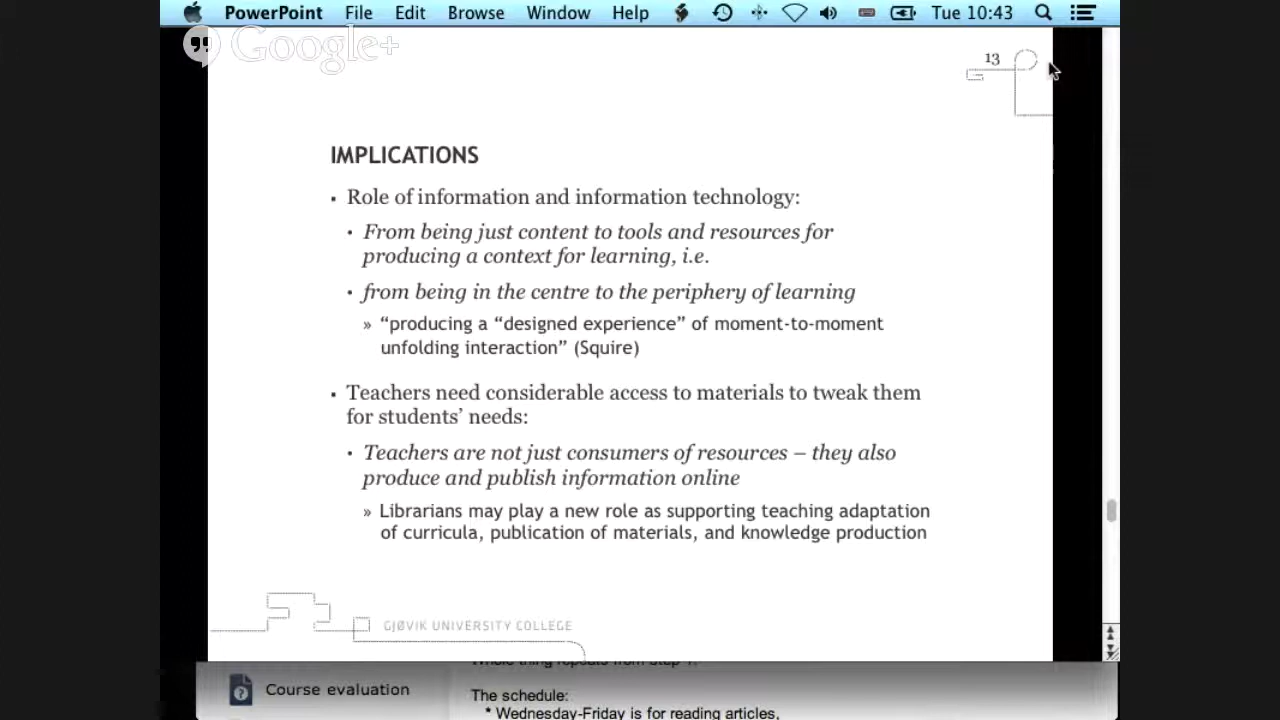 PowerPoint File Edit Browse Window Help Tue 10:43
Google+
13
IMPLICATIONS
▪ Role of information and information technology:
• From being just content to tools and resources for
producing a context for learning, i.e.
• from being in the centre to the periphery of learning
» “producing a “designed experience” of moment-to-moment
unfolding interaction” (Squire)
▪ Teachers need considerable access to materials to tweak them
for students’ needs:
• Teachers are not just consumers of resources – they also
produce and publish information online
» Librarians may play a new role as supporting teaching adaptation
of curricula, publication of materials, and knowledge production
GJØVIK UNIVERSITY COLLEGE
Whole thing repeats from step
Course evaluation
The schedule:
* Wednesday-Friday is for reading articles,